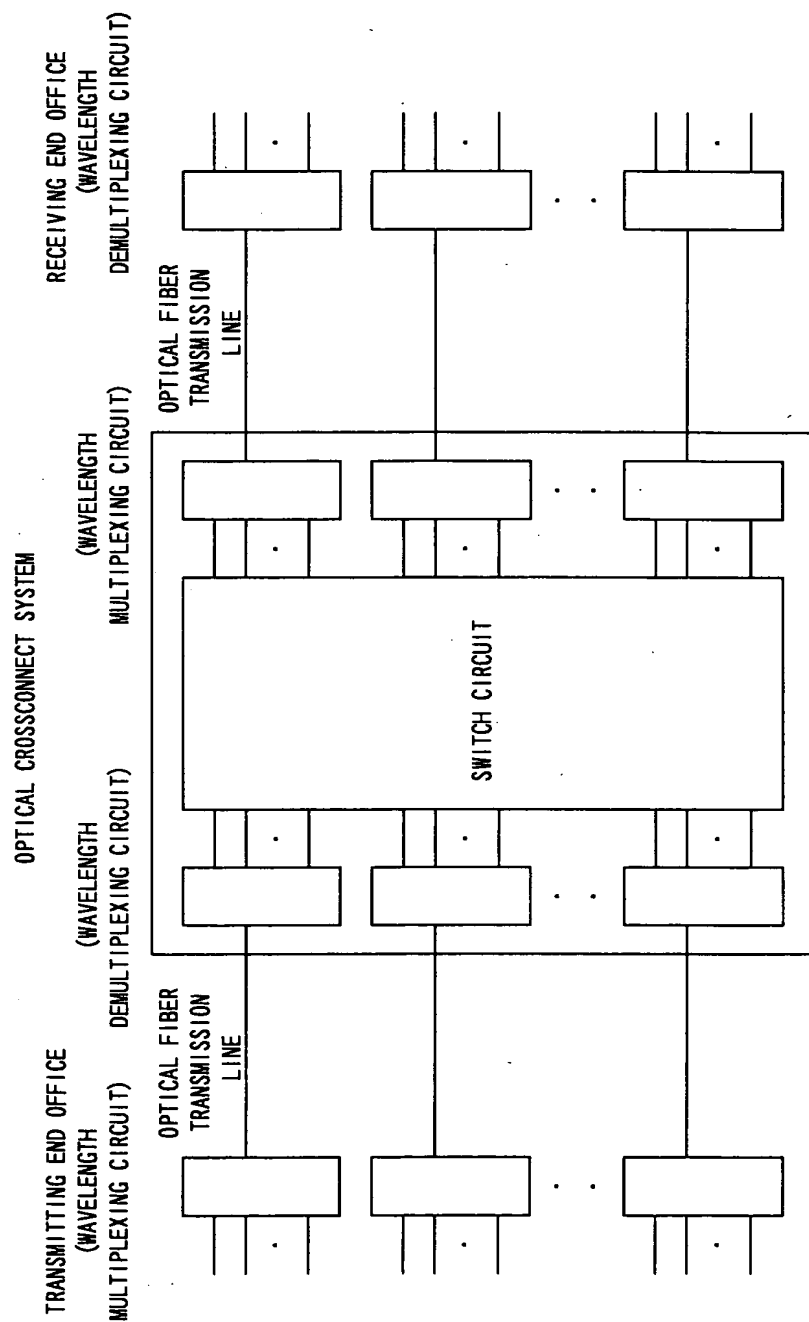 OPTICAL CROSSCONNECT SYSTEM
TRANSMITTING END OFFICE
(WAVELENGTH
MULTIPLEXING CIRCUIT)
(WAVELENGTH
DEMULTIPLEXING CIRCUIT)
(WAVELENGTH
MULTIPLEXING CIRCUIT)
RECEIVING END OFFICE
(WAVELENGTH
DEMULTIPLEXING CIRCUIT)
OPTICAL FIBER
TRANSMISSION
LINE
OPTICAL FIBER
TRANSMISSION
LINE
SWITCH CIRCUIT